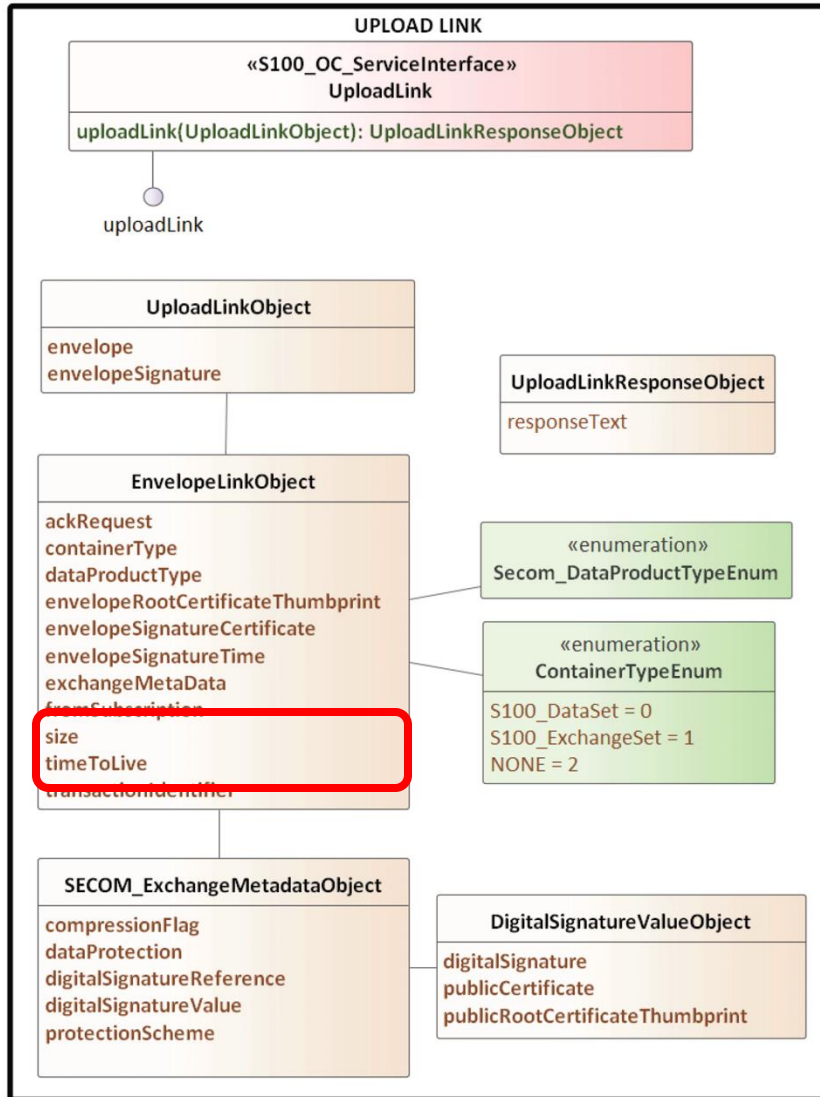 UPLOAD LINK
«S100_OC_ServiceInterface»
UploadLink
uploadLink(UploadLinkObject): UploadLinkResponseObject
uploadLink
UploadLinkObject
envelope
envelopeSignature
UploadLinkResponseObject
responseText
EnvelopeLinkObject
ackRequest
containerType
dataProductType
envelopeRootCertificateThumbprint
envelopeSignatureCertificate
envelopeSignatureTime
exchangeMetaData
fromSubscription
size
timeToLive
transactionIdentifier
«enumeration»
Secom_DataProductTypeEnum
«enumeration»
ContainerTypeEnum
S100_DataSet = 0
S100_ExchangeSet = 1
NONE = 2
SECOM_ExchangeMetadataObject
compressionFlag
dataProtection
digitalSignatureReference
digitalSignatureValue
protectionScheme
DigitalSignatureValueObject
digitalSignature
publicCertificate
publicRootCertificateThumbprint